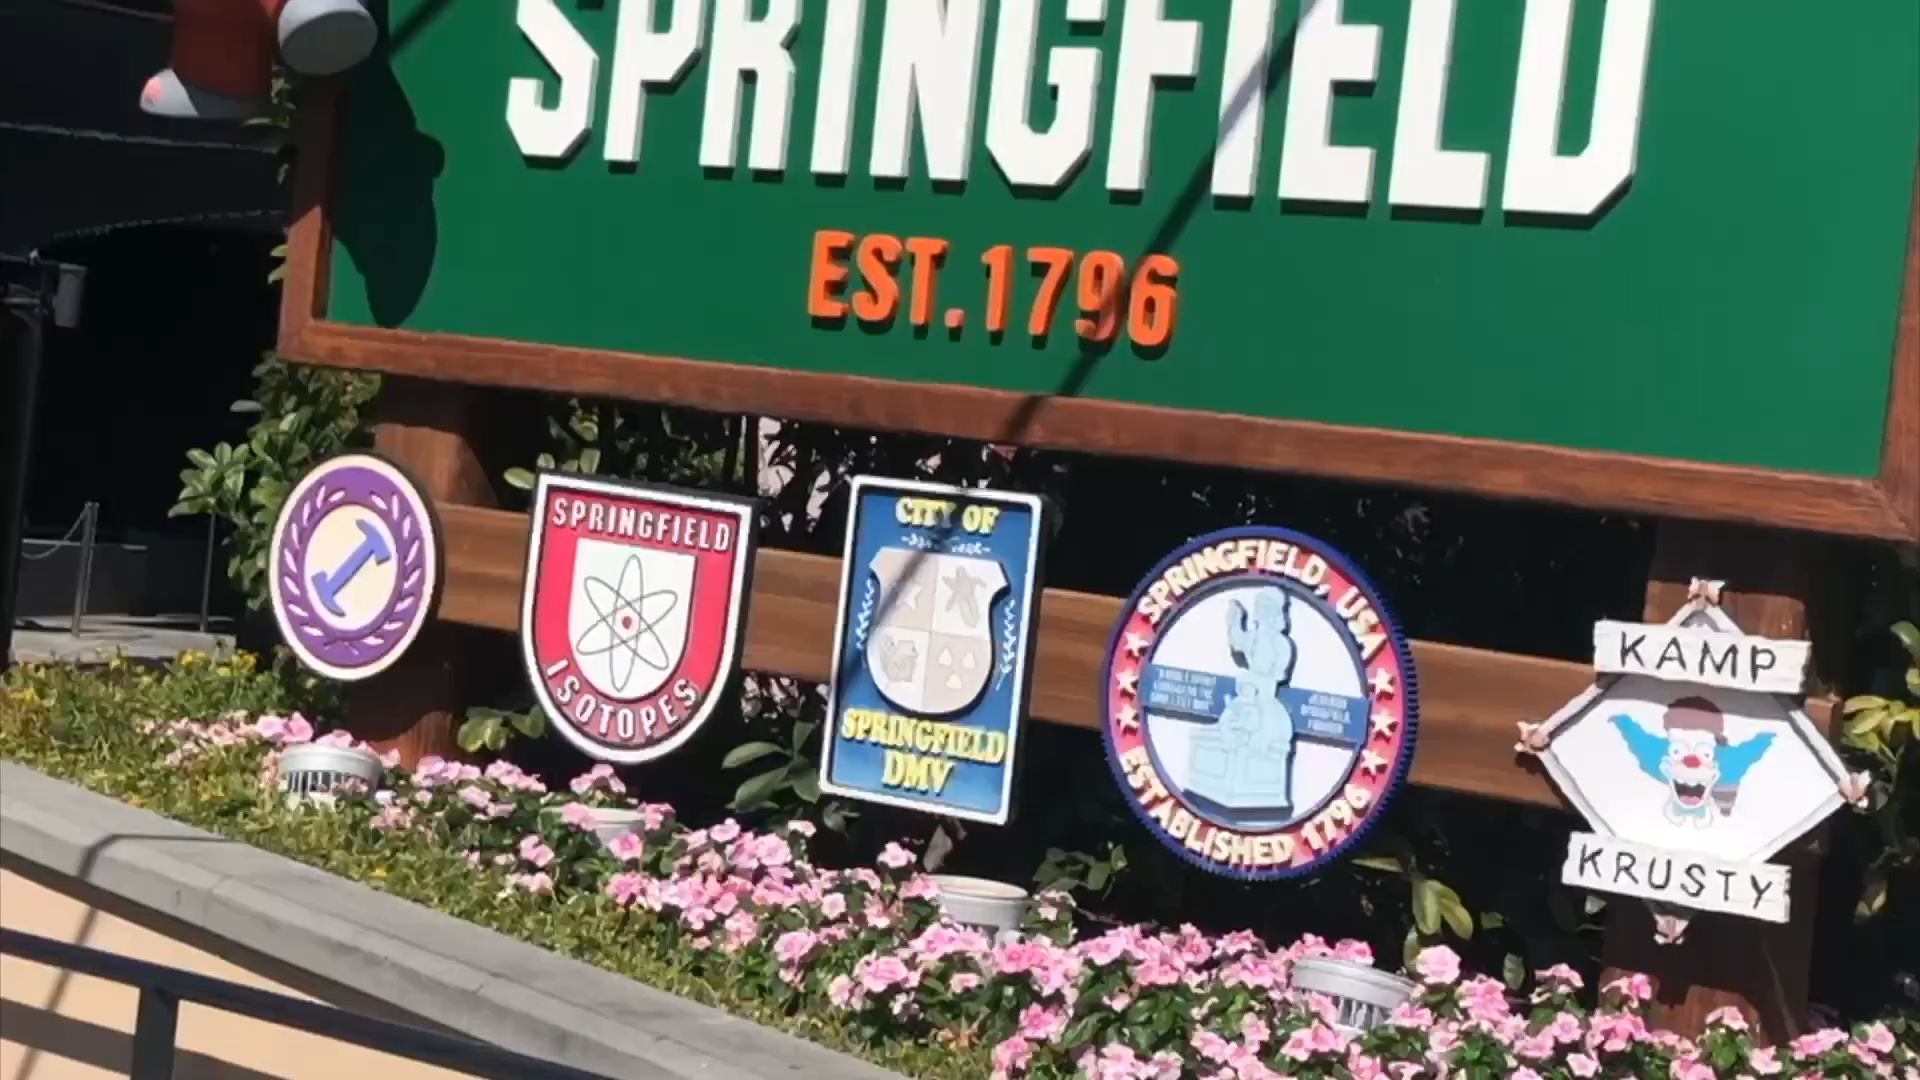 SPRINGFIELD
EST. 1796
I
SPRINGFIELD
ISOTOPES
CITY OF
SPRINGFIELD
DMV
SPRINGFIELD, USA
ESTABLISHED 1796
KAMP
KRUSTY